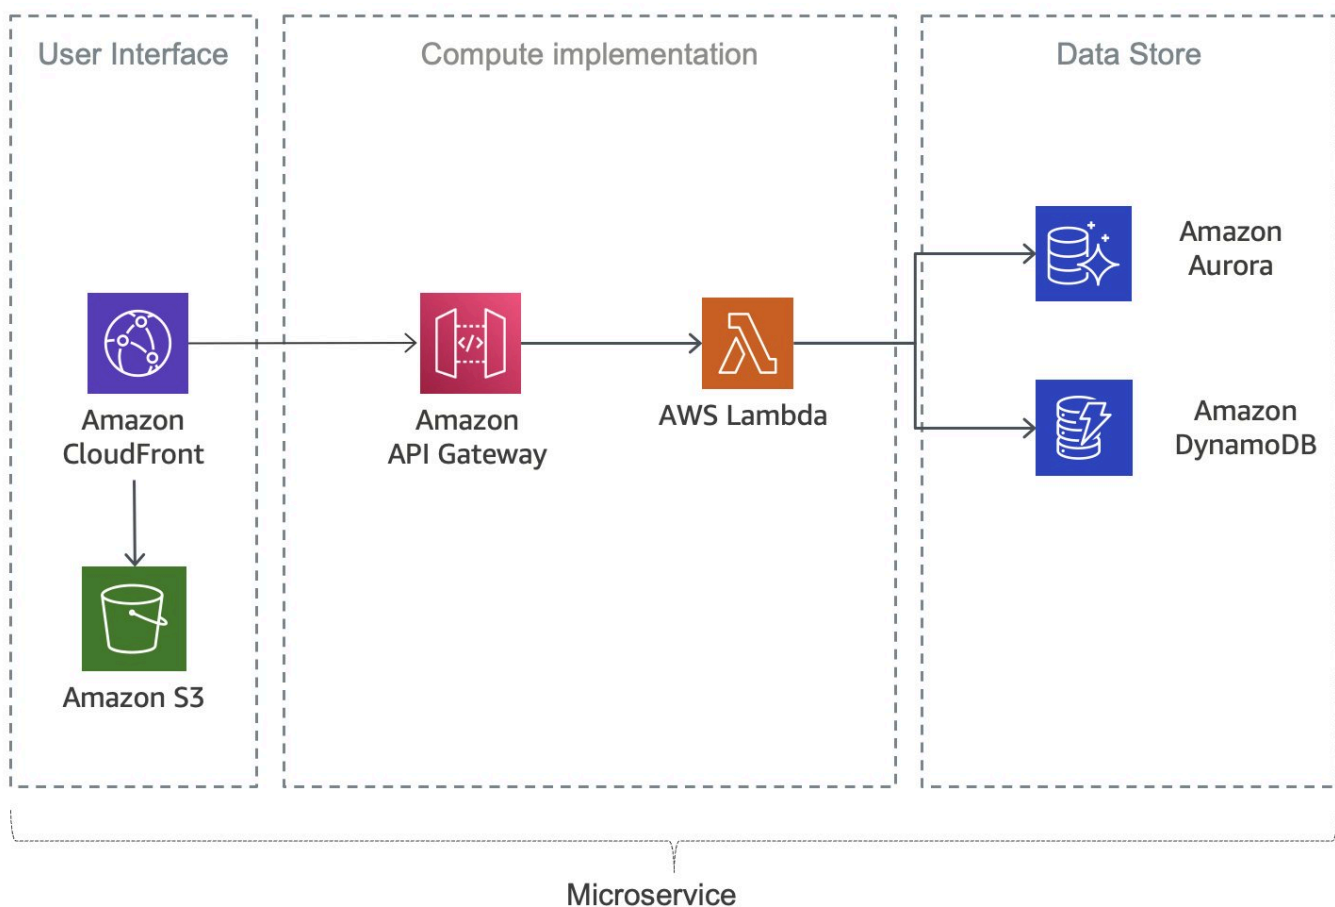 User Interface
Compute implementation
Data Store
Amazon
CloudFront
Amazon S3
</>
Amazon
API Gateway
AWS Lambda
Amazon
Aurora
Amazon
DynamoDB
Microservice